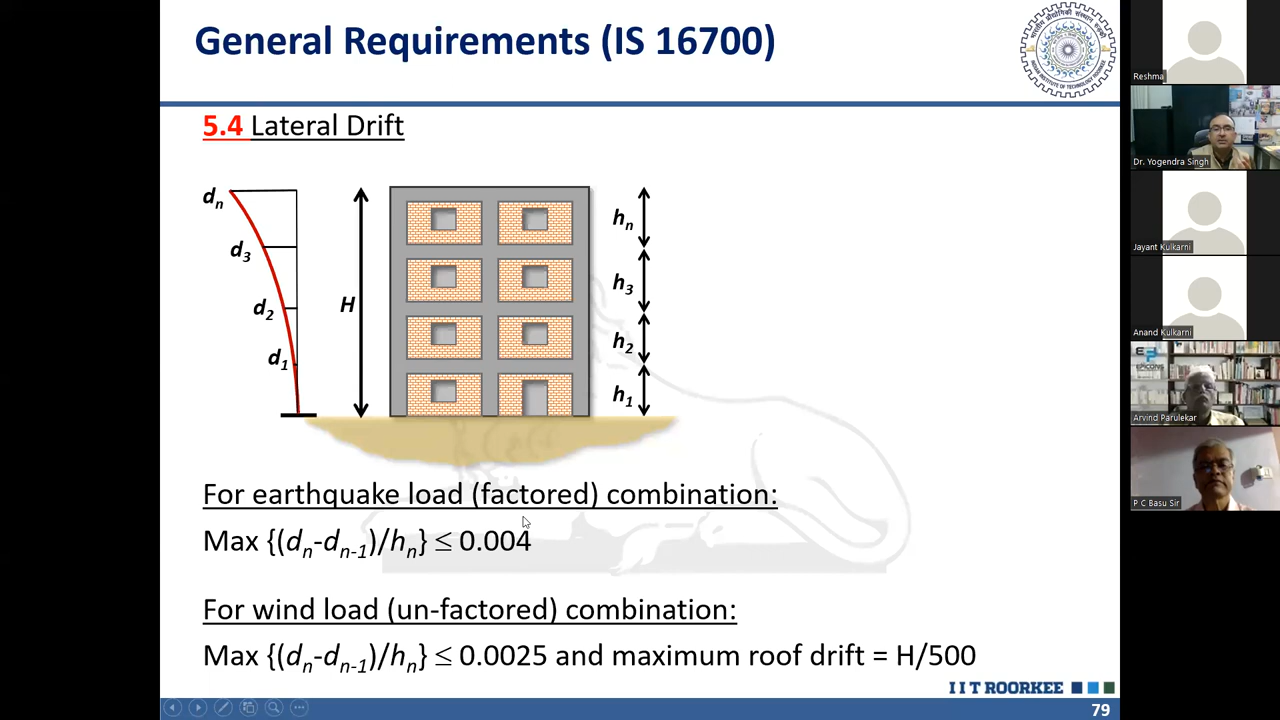 General Requirements (IS 16700)
5.4 Lateral Drift
dn
d3
d2
d1
H
hn
h3
h2
h1
For earthquake load (factored) combination:
Max {(dn-dn-1)/hn} ≤ 0.004
For wind load (un-factored) combination:
Max {(dn-dn-1)/hn} ≤ 0.0025 and maximum roof drift = H/500
I I T ROORKEE
79
Reshma
Dr. Yogendra Singh
Jayant Kulkarni
Anand Kulkarni
Arvind Parulekar
P C Basu Sir